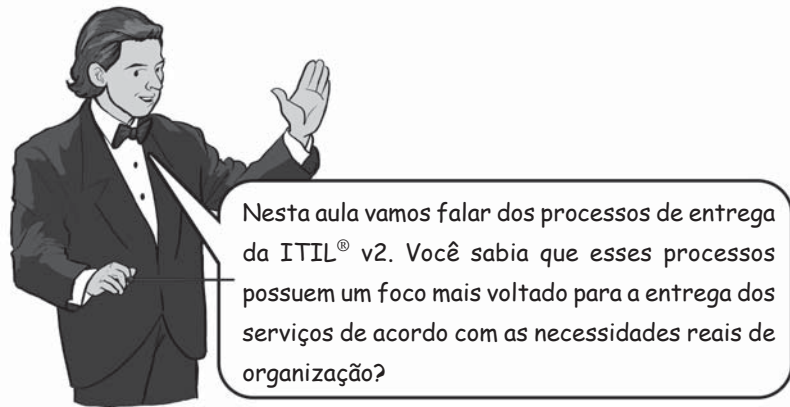 Nesta aula vamos falar dos processos de entrega
da ITIL® v2. Você sabia que esses processos
possuem um foco mais voltado para a entrega dos
serviços de acordo com as necessidades reais de
organização?